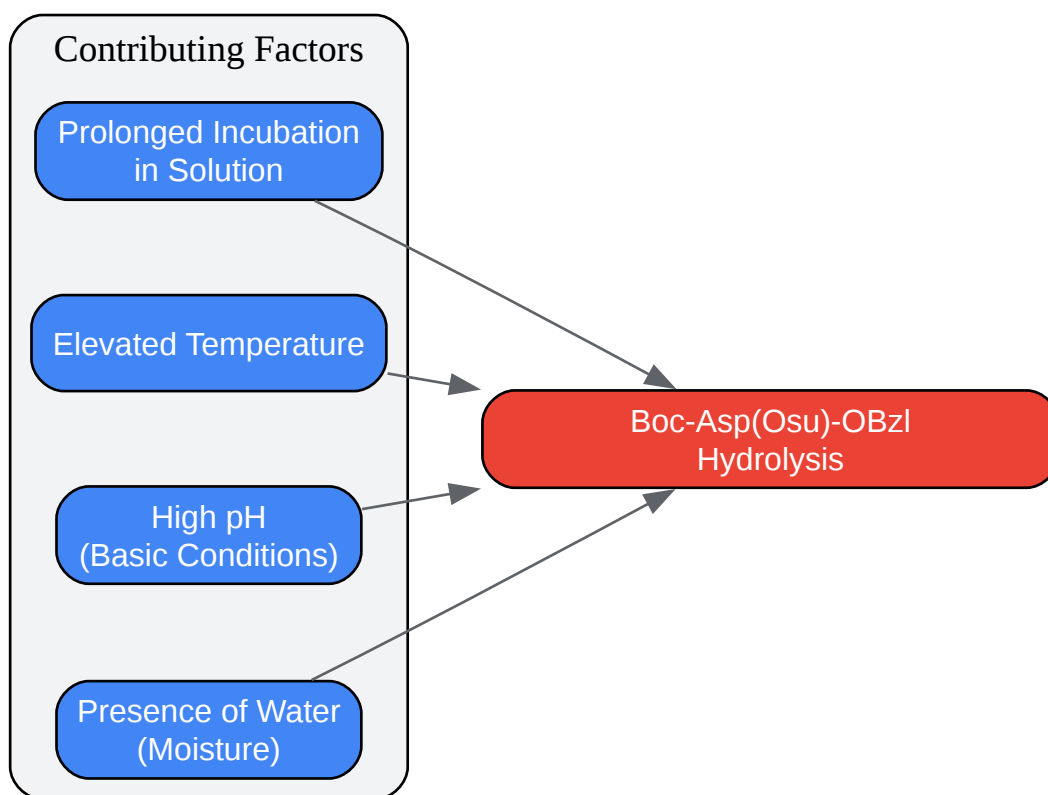 Contributing Factors
Prolonged Incubation
in Solution
Elevated Temperature
High pH
(Basic Conditions)
Presence of Water
(Moisture)
Boc-Asp(Osu)-OBzl
Hydrolysis